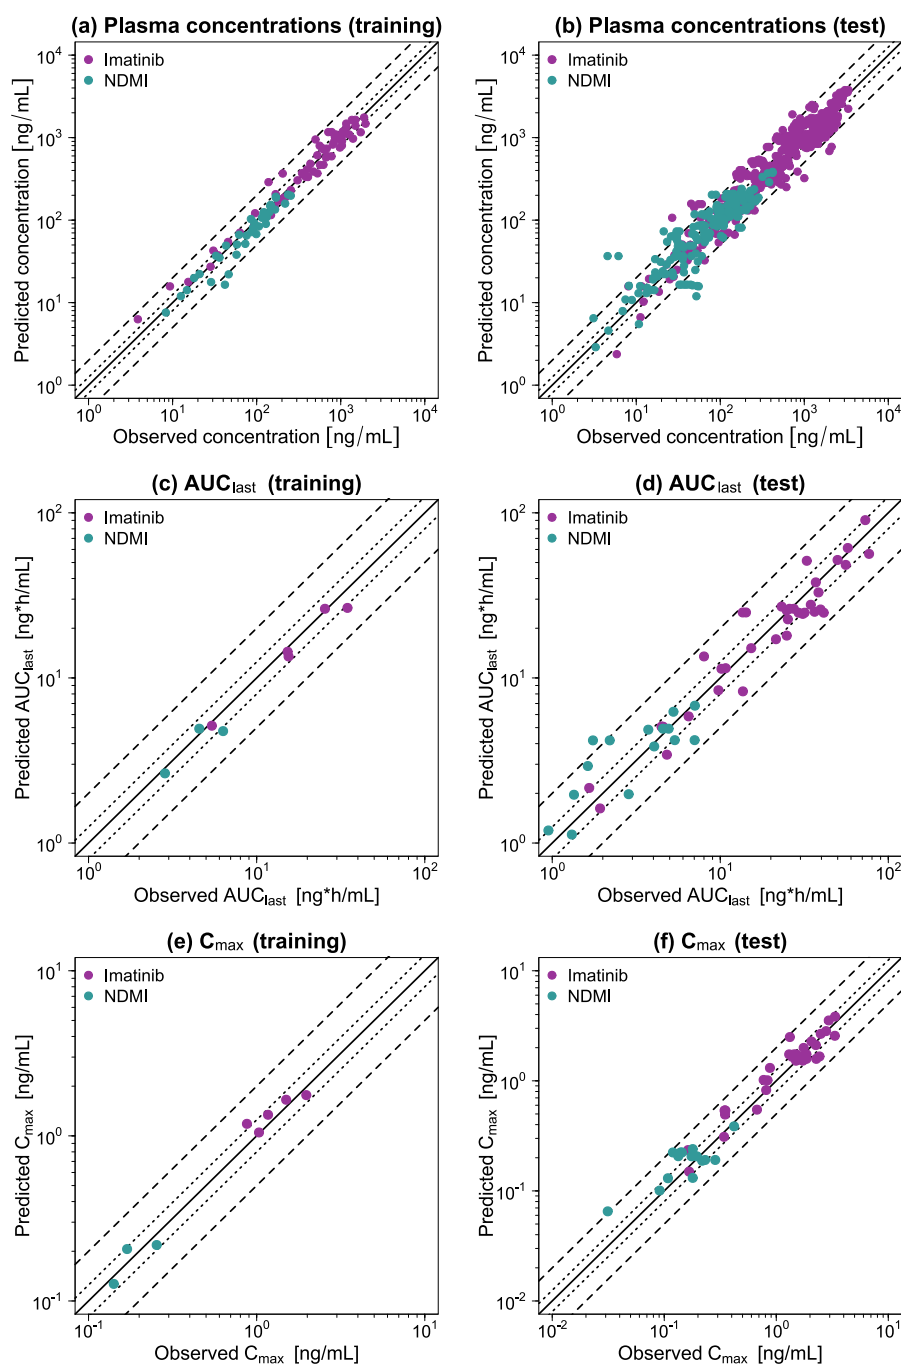 (a) Plasma concentrations (training)
Imatinib
NDMI
Predicted concentration [ng/mL]
10⁴
10³
10²
10¹
10⁰
10⁰ 10¹ 10² 10³ 10⁴
Observed concentration [ng/mL]
(b) Plasma concentrations (test)
Imatinib
NDMI
Predicted concentration [ng/mL]
10⁴
10³
10²
10¹
10⁰
10⁰ 10¹ 10² 10³ 10⁴
Observed concentration [ng/mL]
(c) AUClast (training)
Imatinib
NDMI
Predicted AUClast [ng*h/mL]
10²
10¹
10⁰
10⁰ 10¹ 10²
Observed AUClast [ng*h/mL]
(d) AUClast (test)
Imatinib
NDMI
Predicted AUClast [ng*h/mL]
10²
10¹
10⁰
10⁰ 10¹ 10²
Observed AUClast [ng*h/mL]
(e) Cmax (training)
Imatinib
NDMI
Predicted Cmax [ng/mL]
10¹
10⁰
10⁻¹
10⁻¹ 10⁰ 10¹
Observed Cmax [ng/mL]
(f) Cmax (test)
Imatinib
NDMI
Predicted Cmax [ng/mL]
10¹
10⁰
10⁻¹
10⁻²
10⁻² 10⁻¹ 10⁰ 10¹
Observed Cmax [ng/mL]